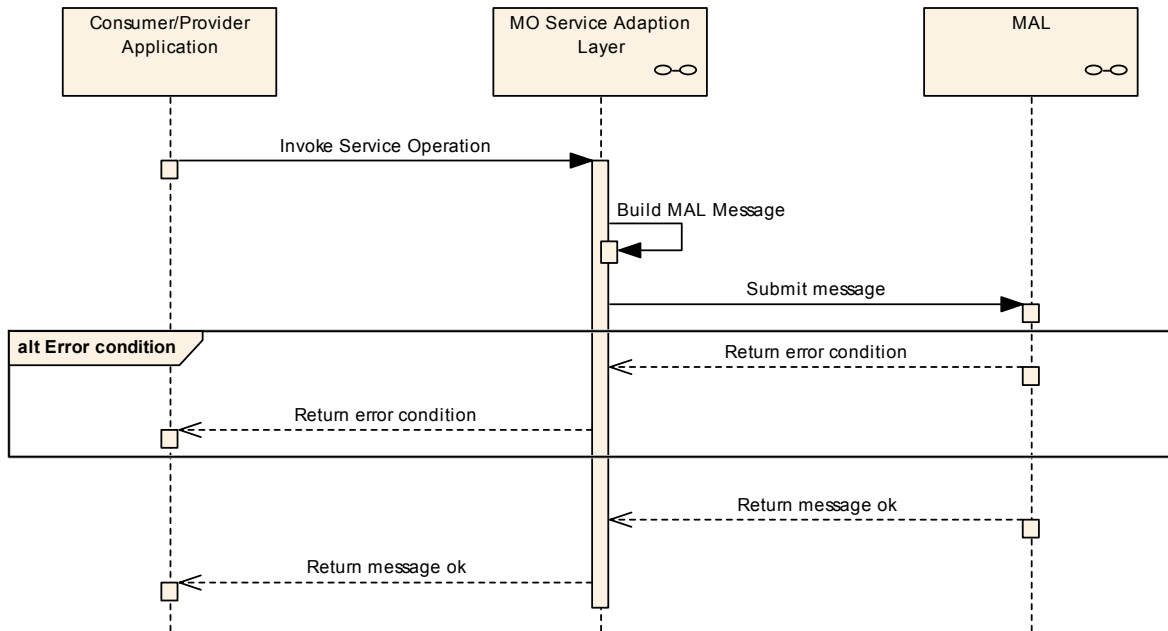 Consumer/Provider
Application
MO Service Adaption
Layer
MAL
Invoke Service Operation
Build MAL Message
Submit message
alt Error condition
Return error condition
Return error condition
Return message ok
Return message ok